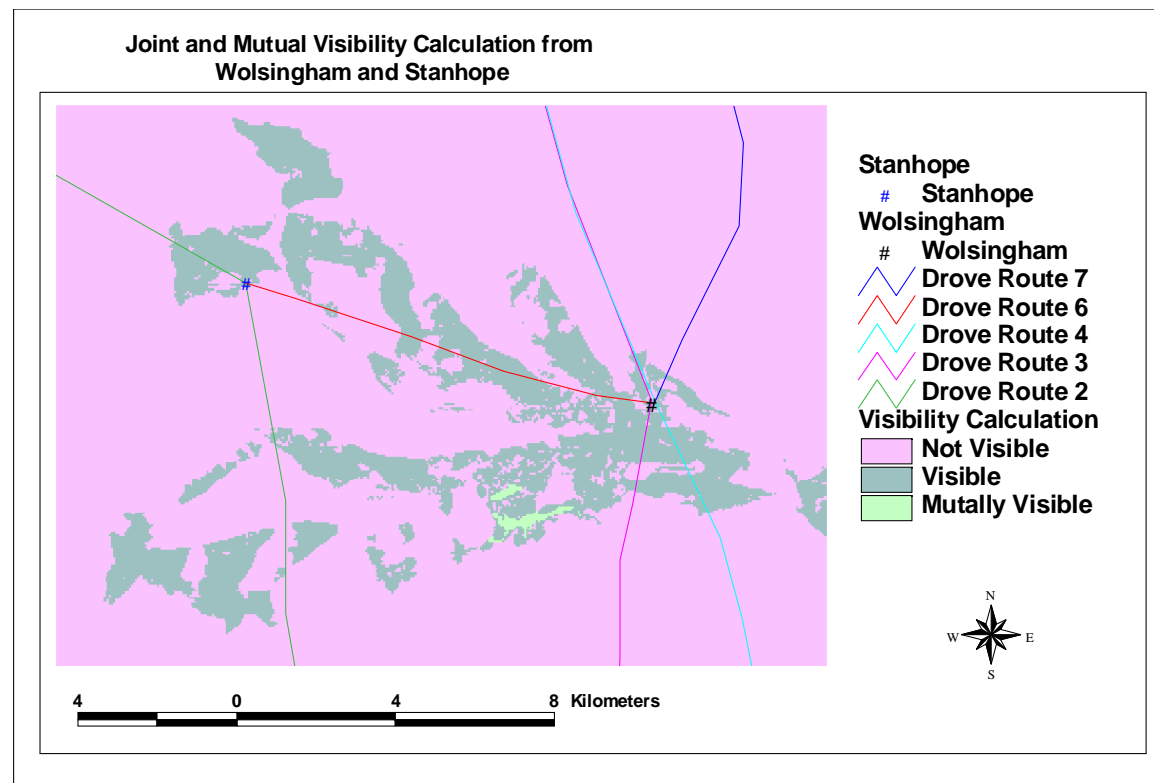 Joint and Mutual Visibility Calculation from
Wolsingham and Stanhope
Stanhope
# Stanhope
Wolsingham
# Wolsingham
Drove Route 7
Drove Route 6
Drove Route 4
Drove Route 3
Drove Route 2
Visibility Calculation
Not Visible
Visible
Mutally Visible
#
#
N
W E
S
4 0 4 8 Kilometers